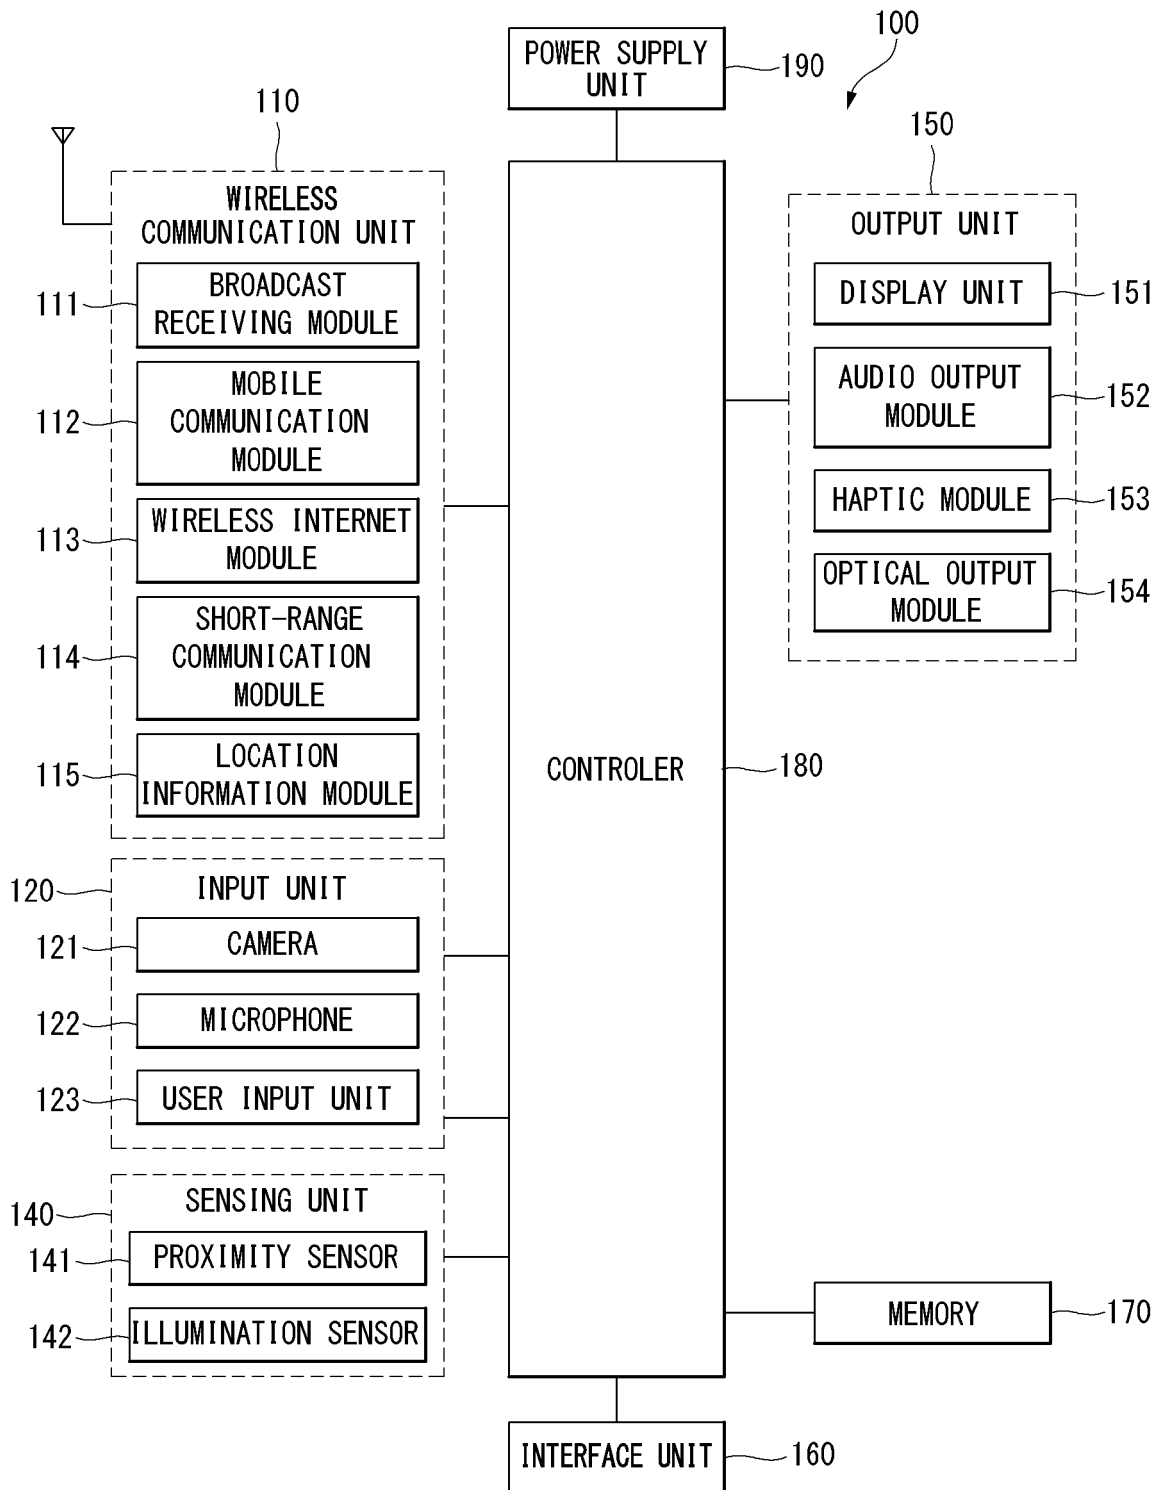 100
POWER SUPPLY
UNIT
190
110
WIRELESS
COMMUNICATION UNIT
111
BROADCAST
RECEIVING MODULE
112
MOBILE
COMMUNICATION
MODULE
113
WIRELESS INTERNET
MODULE
114
SHORT-RANGE
COMMUNICATION
MODULE
115
LOCATION
INFORMATION MODULE
120
INPUT UNIT
121
CAMERA
122
MICROPHONE
123
USER INPUT UNIT
140
SENSING UNIT
141
PROXIMITY SENSOR
142
ILLUMINATION SENSOR
CONTROLER
180
150
OUTPUT UNIT
DISPLAY UNIT
151
AUDIO OUTPUT
MODULE
152
HAPTIC MODULE
153
OPTICAL OUTPUT
MODULE
154
MEMORY
170
INTERFACE UNIT
160